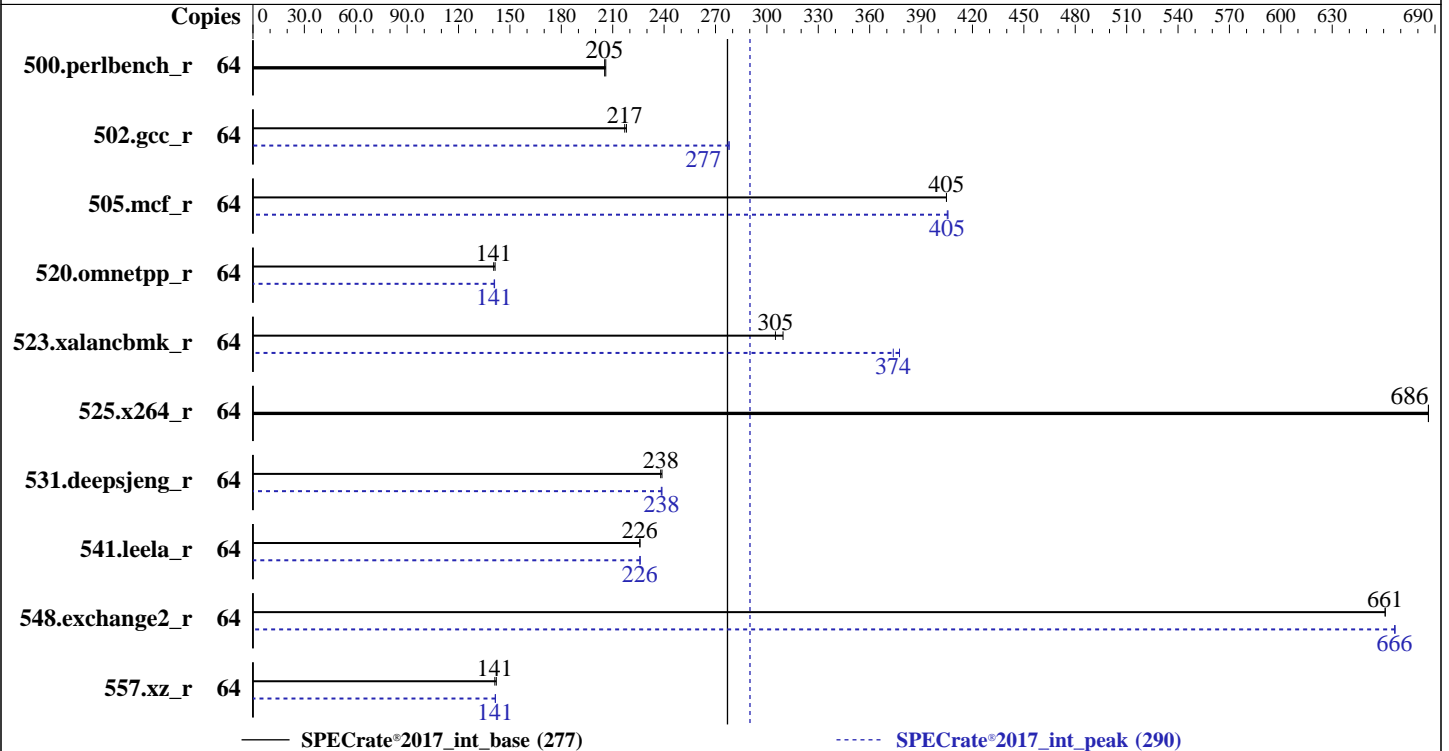 Copies 0 30.0 60.0 90.0 120 150 180 210 240 270 300 330 360 390 420 450 480 510 540 570 600 630 690
500.perlbench_r 64 205
502.gcc_r 64 217
277
505.mcf_r 64 405
405
520.omnetpp_r 64 141
141
523.xalancbmk_r 64 305
374
525.x264_r 64 686
531.deepsjeng_r 64 238
238
541.leela_r 64 226
226
548.exchange2_r 64 661
666
557.xz_r 64 141
141
SPECrate®2017_int_base (277) SPECrate®2017_int_peak (290)